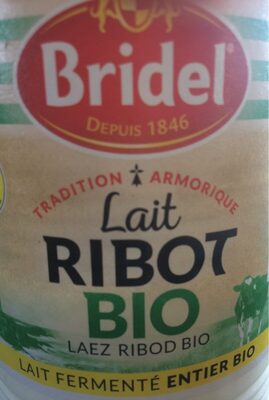 Bridel
DEPUIS 1846
TRADITION ARMORIQUE
Lait
RIBOT
BIO
LAEZ RIBOD BIO
LAIT FERMENTÉ ENTIER BIO